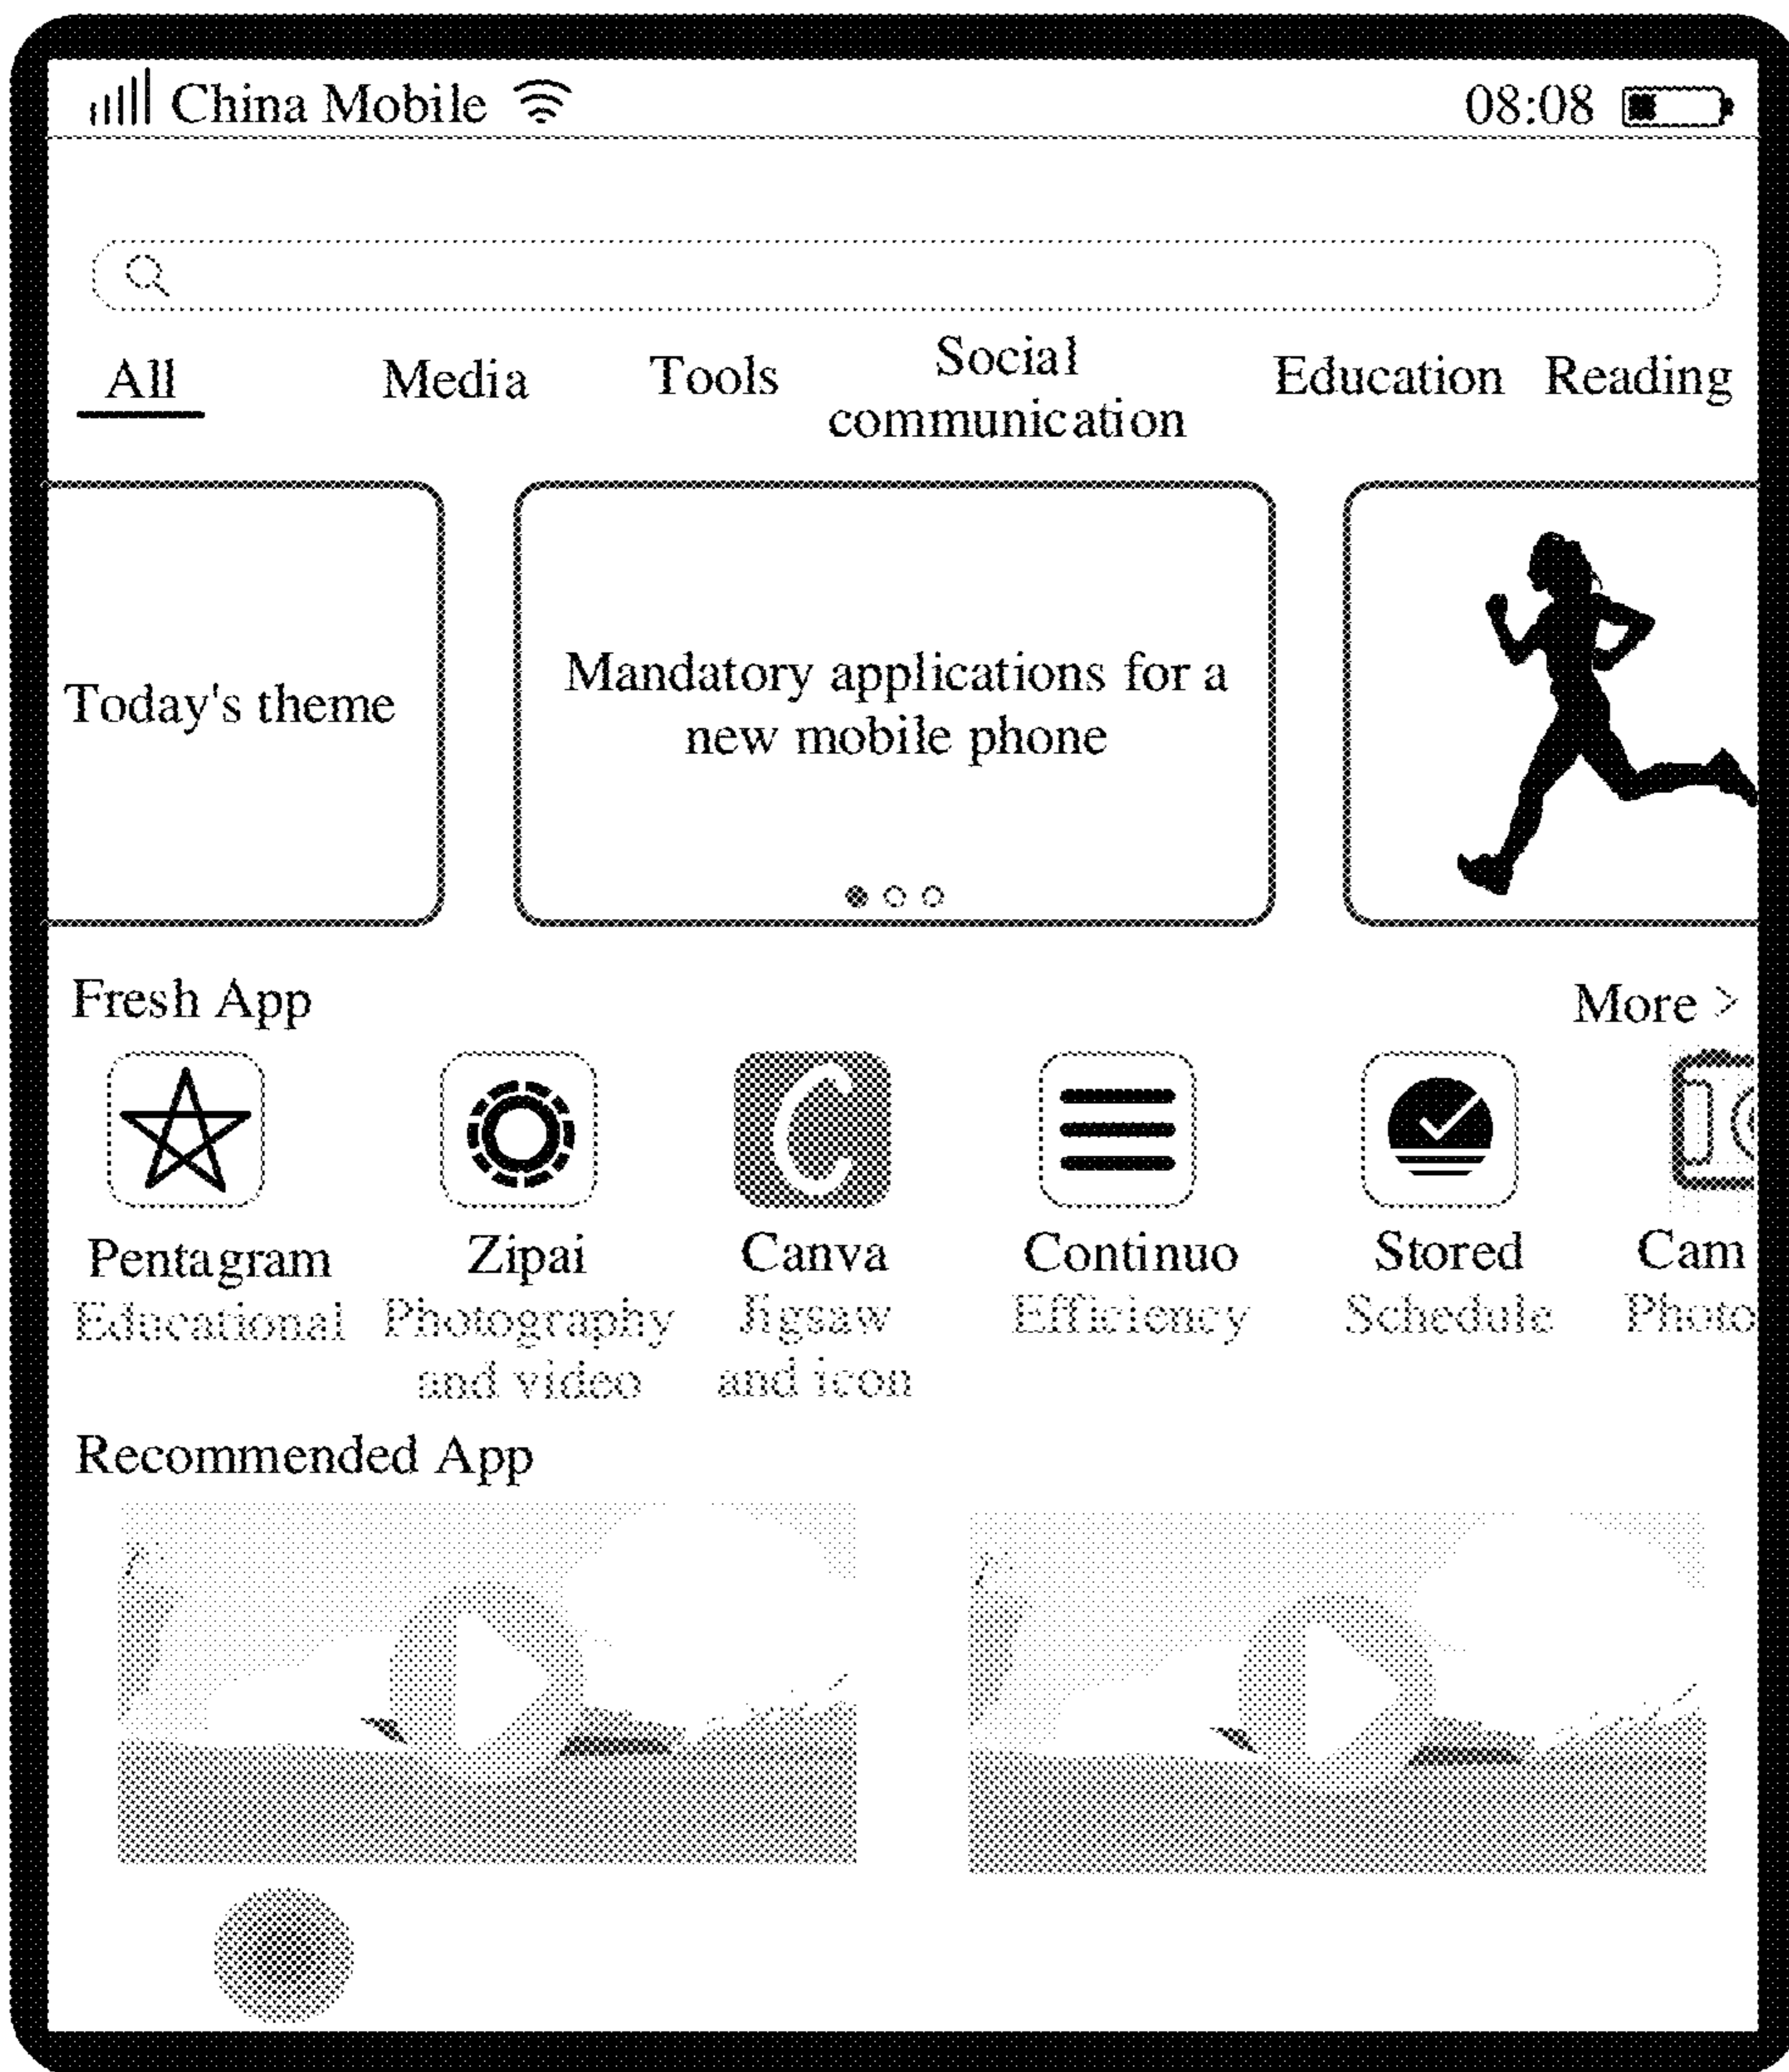 China Mobile 08:08
All Media Tools Social communication Education Reading
Today's theme
Mandatory applications for a
new mobile phone
Fresh App More >
Pentagram Zipai Canva Continuo Stored Cam
Educational Photography and video Jigsaw and icon Efficiency Schedule Photo
Recommended App